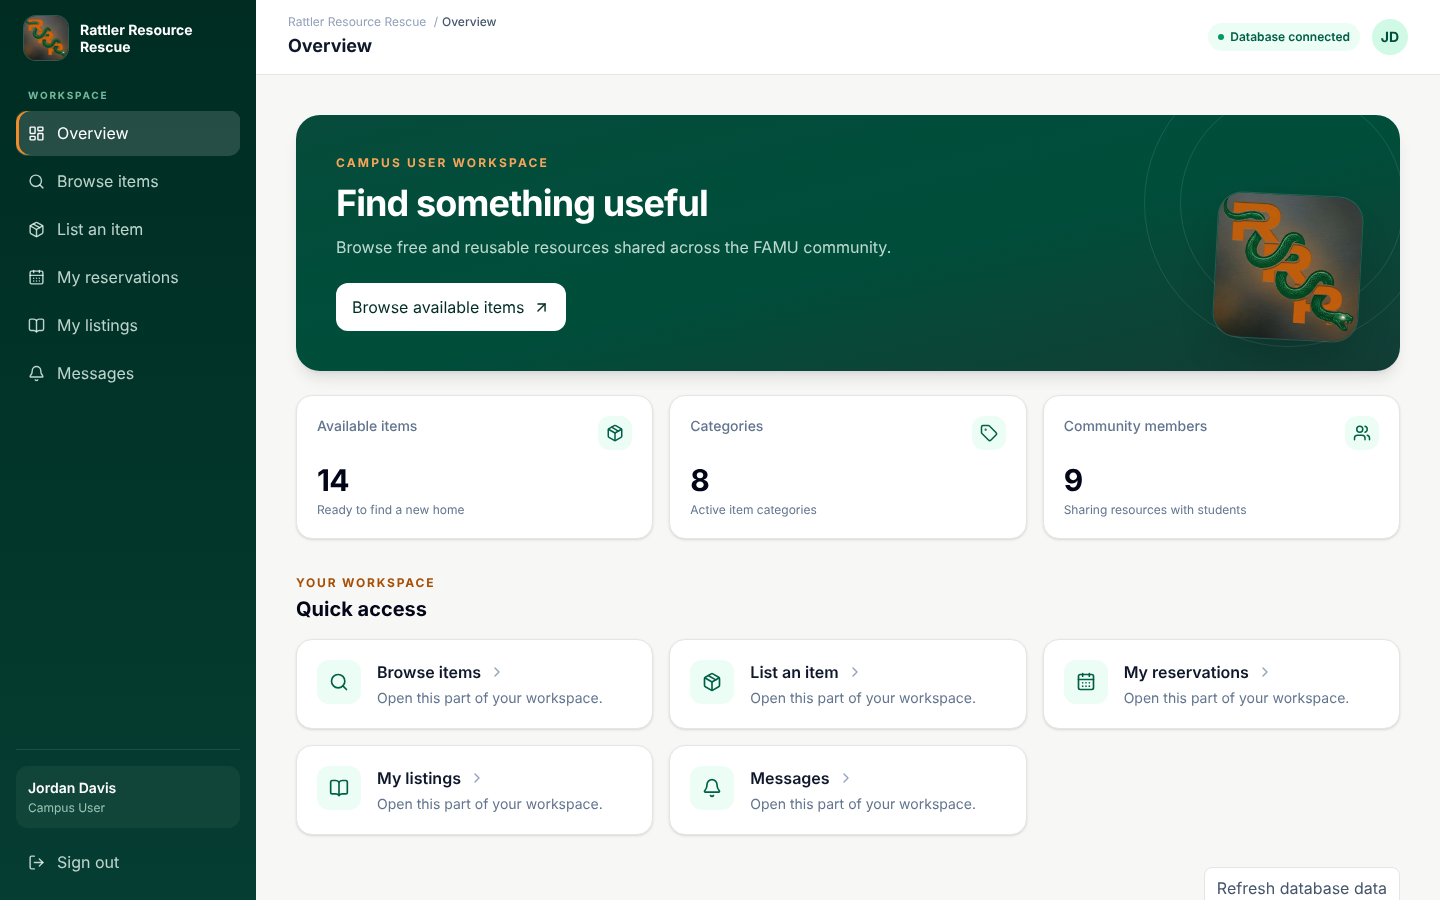 Rattler Resource
Rescue
WORKSPACE
Overview
Browse items
List an item
My reservations
My listings
Messages
Jordan Davis
Campus User
Sign out
Rattler Resource Rescue / Overview
Overview
Database connected
JD
CAMPUS USER WORKSPACE
Find something useful
Browse free and reusable resources shared across the FAMU community.
Browse available items
RRR
Available items
14
Ready to find a new home
Categories
8
Active item categories
Community members
9
Sharing resources with students
YOUR WORKSPACE
Quick access
Browse items
Open this part of your workspace.
List an item
Open this part of your workspace.
My reservations
Open this part of your workspace.
My listings
Open this part of your workspace.
Messages
Open this part of your workspace.
Refresh database data